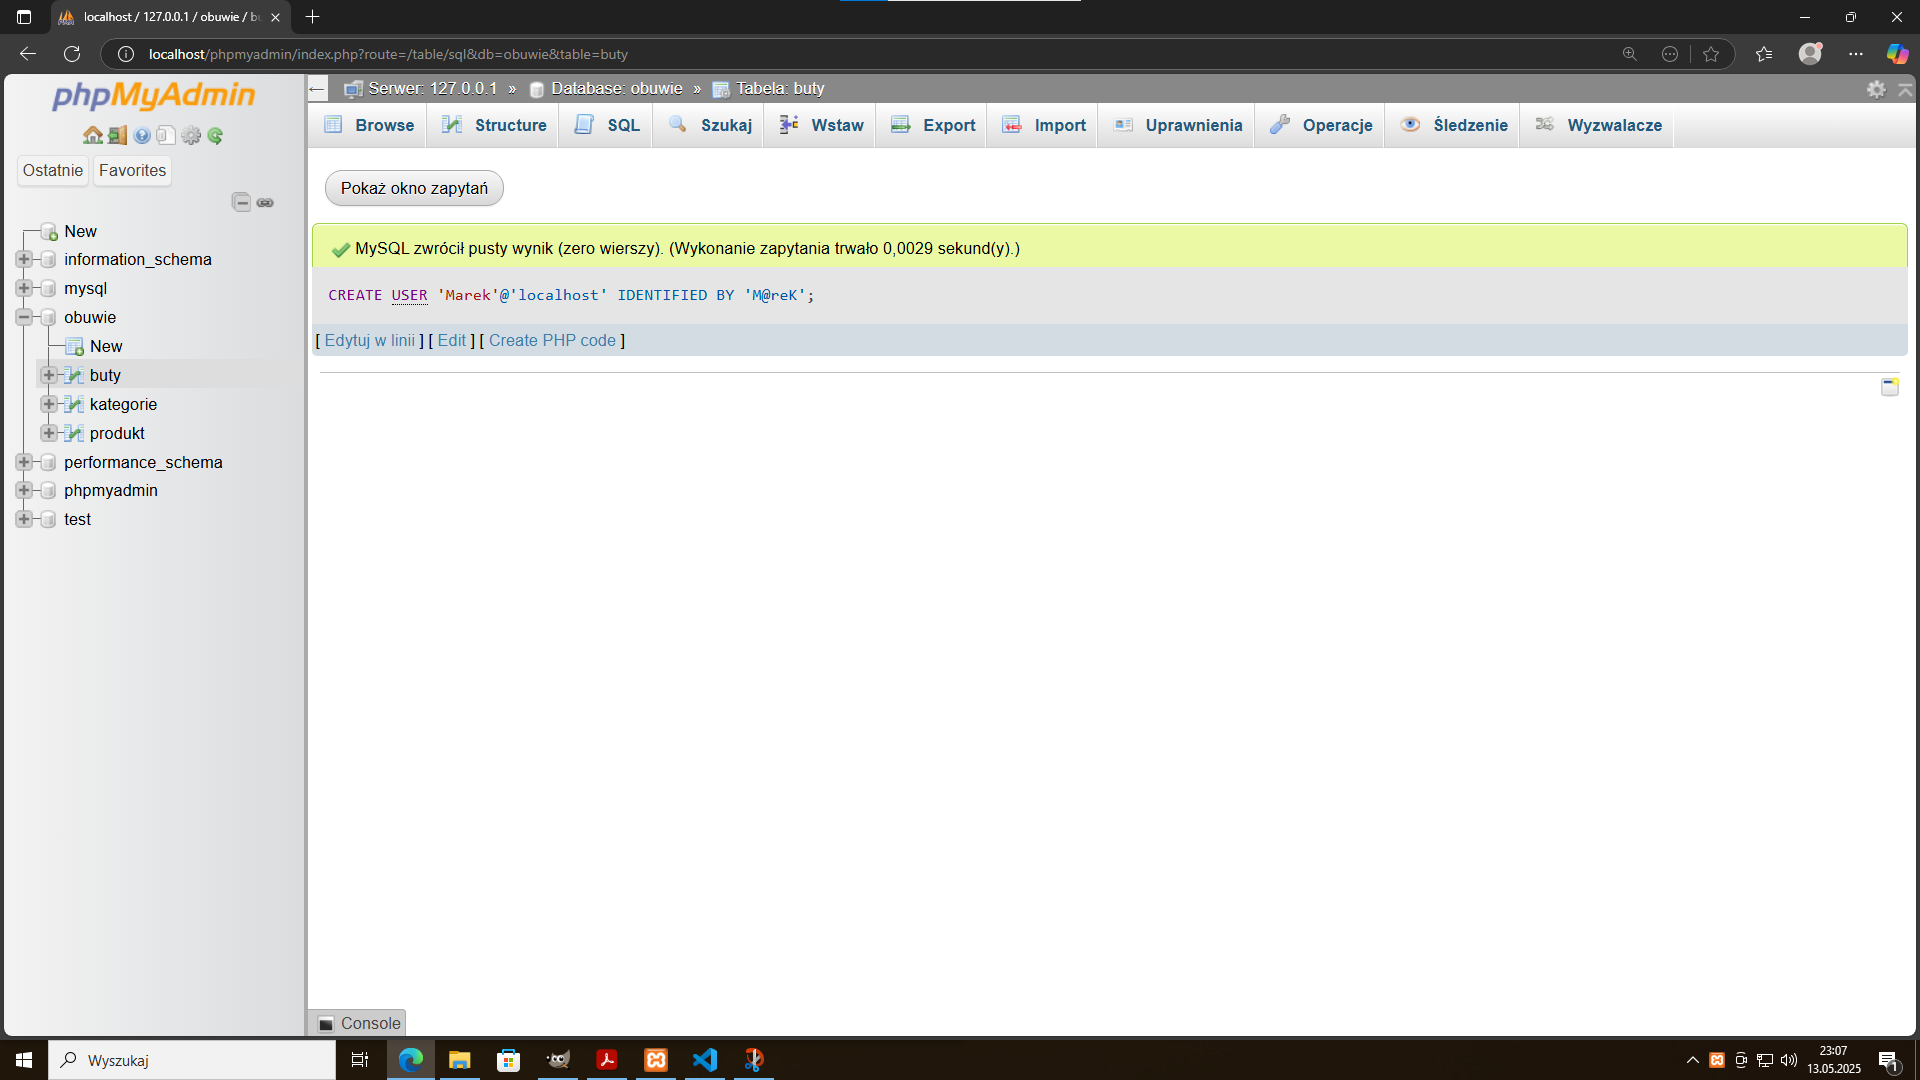 localhost / 127.0.0.1 / obuwie / bu
localhost/phpmyadmin/index.php?route=/table/sql&db=obuwie&table=buty
phpMyAdmin
Ostatnie
Favorites
New
information_schema
mysql
obuwie
New
buty
kategorie
produkt
performance_schema
phpmyadmin
test
Serwer: 127.0.0.1 » Database: obuwie » Tabela: buty
Browse
Structure
SQL
Szukaj
Wstaw
Export
Import
Uprawnienia
Operacje
Śledzenie
Wyzwalacze
Pokaż okno zapytań
MySQL zwrócił pusty wynik (zero wierszy). (Wykonanie zapytania trwało 0,0029 sekund(y).)
CREATE USER 'Marek'@'localhost' IDENTIFIED BY 'M@reK';
[ Edytuj w linii ] [ Edit ] [ Create PHP code ]
Console
Wyszukaj
23:07
13.05.2025
1